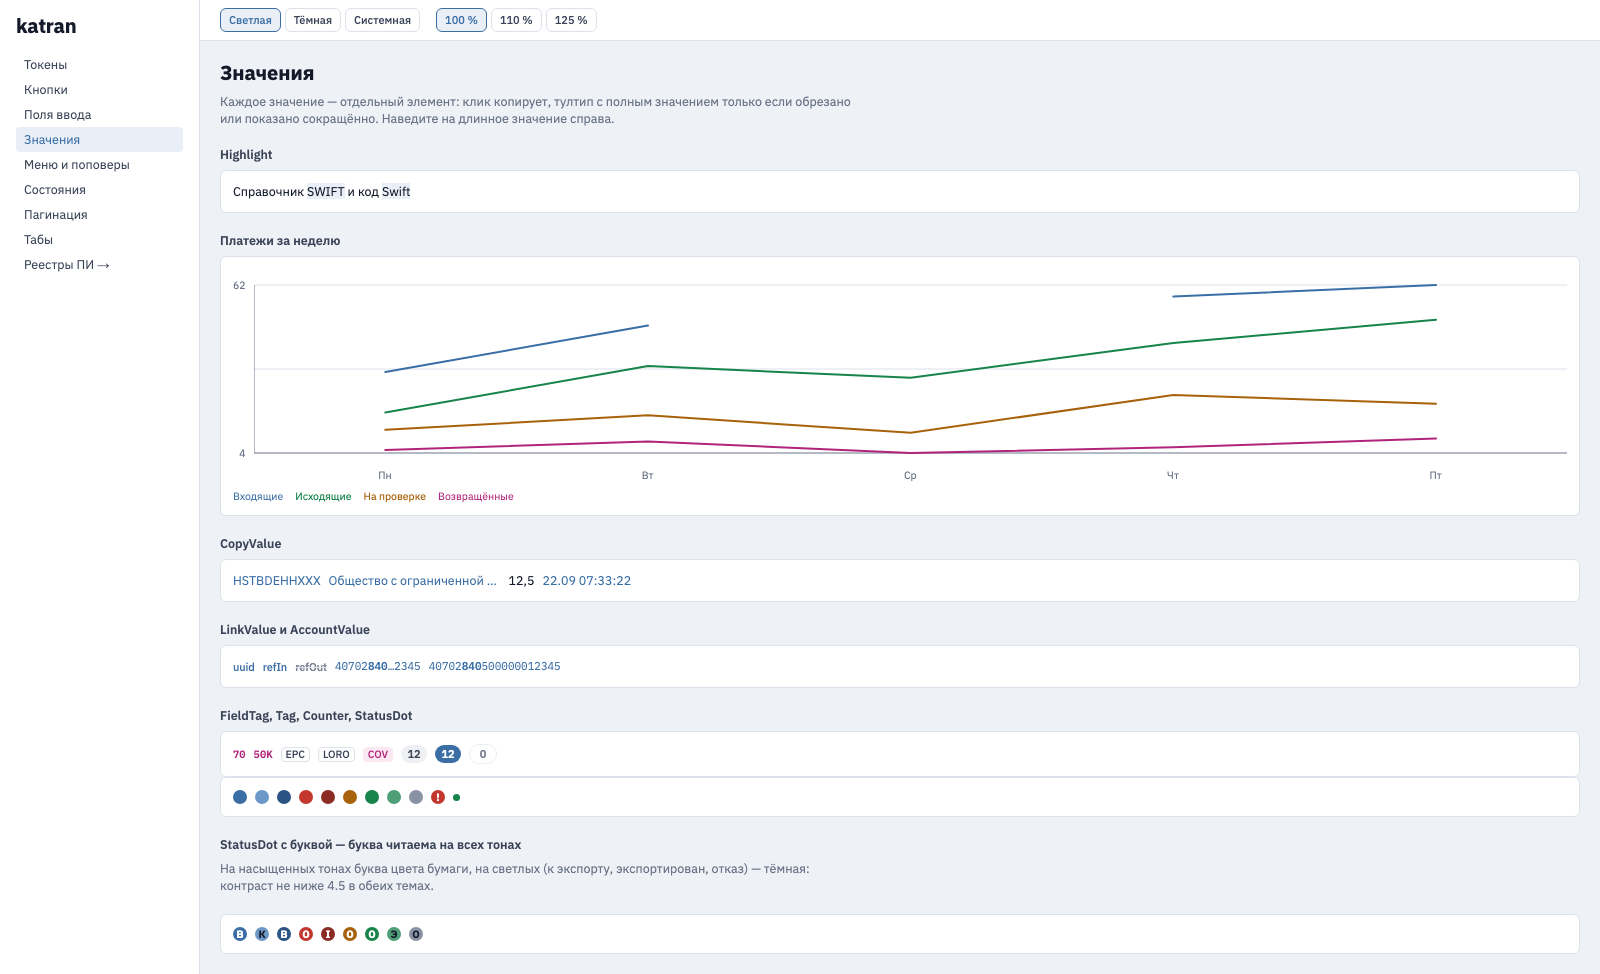 katran
Токены
Кнопки
Поля ввода
Значения
Меню и поповеры
Состояния
Пагинация
Табы
Реестры ПИ →
Светлая Тёмная Системная 100 % 110 % 125 %
Значения
Каждое значение — отдельный элемент: клик копирует, тултип с полным значением только если обрезано
или показано сокращённо. Наведите на длинное значение справа.
Highlight
Справочник SWIFT и код Swift
Платежи за неделю
62
4
Пн Вт Ср Чт Пт
Входящие Исходящие На проверке Возвращённые
CopyValue
HSTBDEHHXXX Общество с ограниченной … 12,5 22.09 07:33:22
LinkValue и AccountValue
uuid refIn refOut 40702840…2345 40702840500000012345
FieldTag, Tag, Counter, StatusDot
70 50K EPC LORO COV 12 12 0
!
StatusDot с буквой — буква читаема на всех тонах
На насыщенных тонах буква цвета бумаги, на светлых (к экспорту, экспортирован, отказ) — тёмная:
контраст не ниже 4.5 в обеих темах.
В К В О I О О Э О